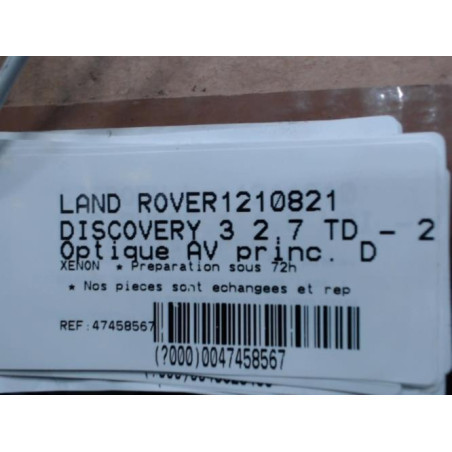 LAND ROVER1210821
DISCOVERY 3 2.7 TD - 2
Optique AV princ. D
XENON * Preparation sous 72h
* Nos pieces sont echangees et rep
REF:47458567
(?000)0047458567